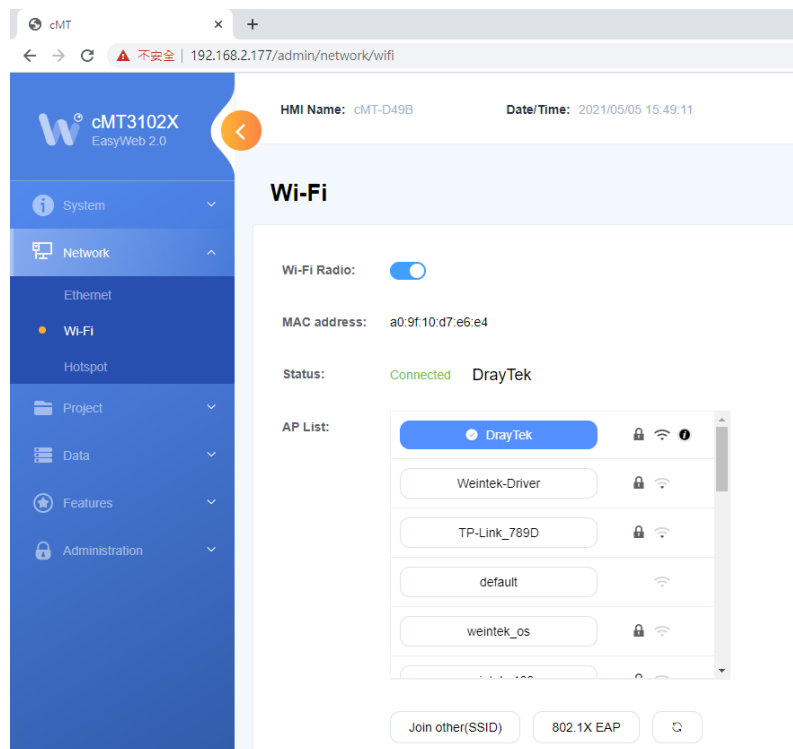 cMT
不安全 | 192.168.2.177/admin/network/wifi
cMT3102X
EasyWeb 2.0
HMI Name: cMT-D49B Date/Time: 2021/05/05 15:49:11
System
Network
Ethernet
Wi-Fi
Hotspot
Project
Data
Features
Administration
Wi-Fi
Wi-Fi Radio:
MAC address: a0:9f:10:d7:e6:e4
Status: Connected DrayTek
AP List:
DrayTek
Weintek-Driver
TP-Link_789D
default
weintek_os
Join other(SSID) 802.1X EAP